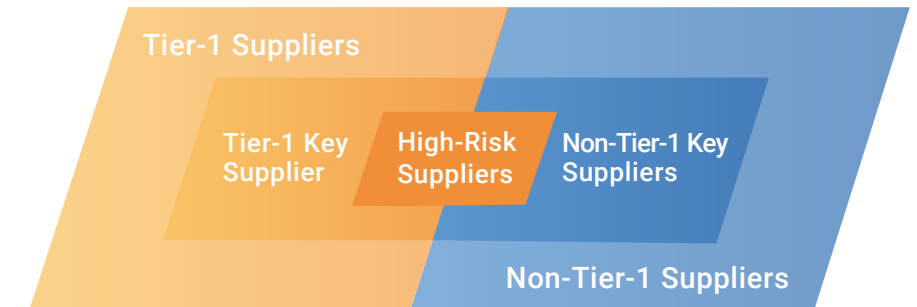 Tier-1 Suppliers
Tier-1 Key
Supplier
High-Risk
Suppliers
Non-Tier-1 Key
Suppliers
Non-Tier-1 Suppliers